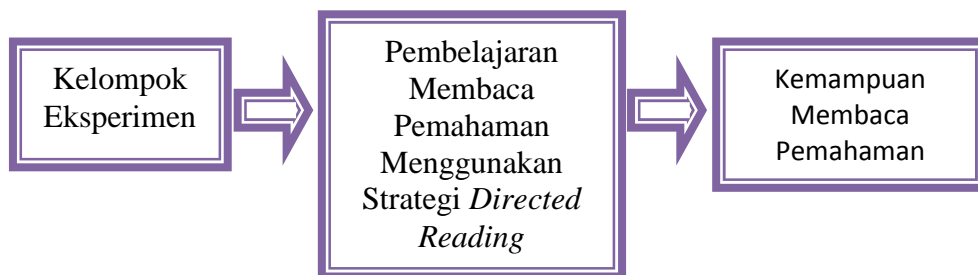 Kelompok
Eksperimen
Pembelajaran
Membaca
Pemahaman
Menggunakan
Strategi Directed
Reading
Kemampuan
Membaca
Pemahaman